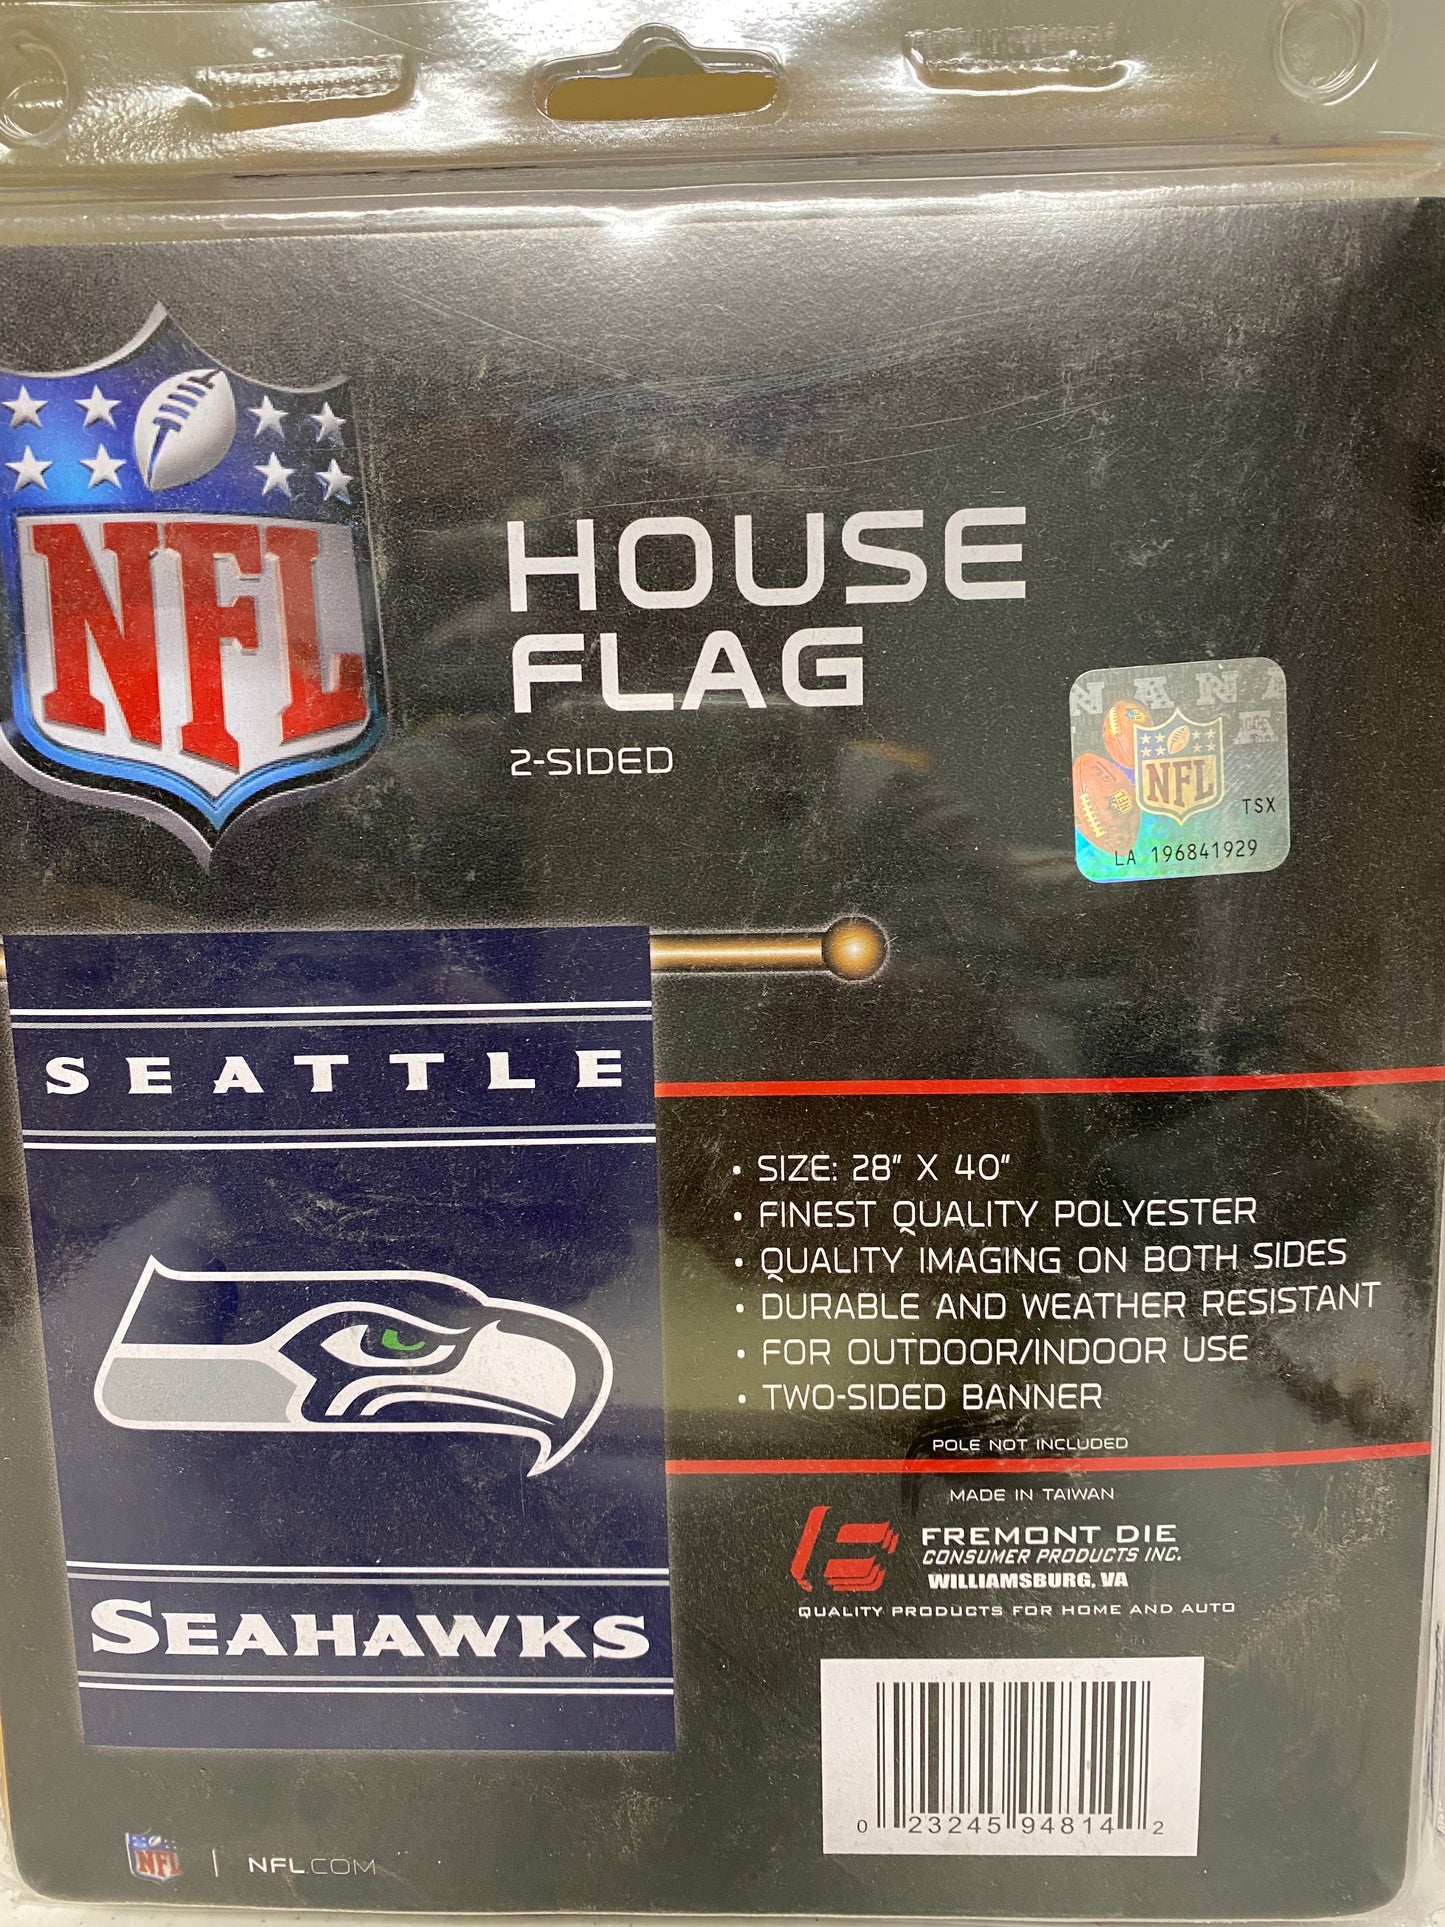 NFL
HOUSE
FLAG
2-SIDED
NFL
TSX
LA 196841929
SEATTLE
SEAHAWKS
• SIZE: 28" X 40"
• FINEST QUALITY POLYESTER
• QUALITY IMAGING ON BOTH SIDES
• DURABLE AND WEATHER RESISTANT
• FOR OUTDOOR/INDOOR USE
• TWO-SIDED BANNER
POLE NOT INCLUDED
MADE IN TAIWAN
FREMONT DIE
CONSUMER PRODUCTS INC.
WILLIAMSBURG, VA
QUALITY PRODUCTS FOR HOME AND AUTO
0 23245 94814 2
NFL | NFL.COM